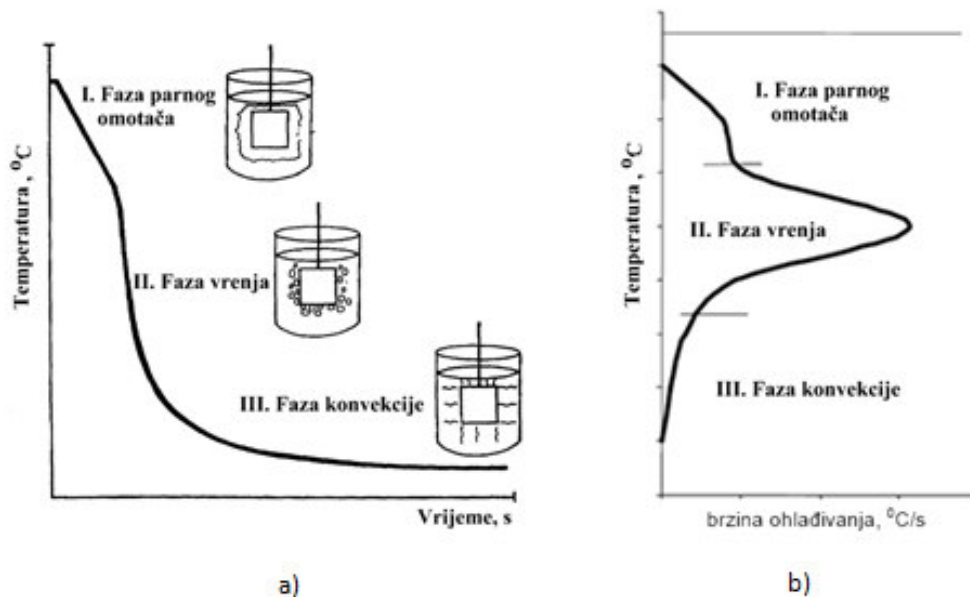 Temperatura, °C
I. Faza parnog
omotača
II. Faza vrenja
III. Faza konvekcije
Vrijeme, s
a)
Temperatura, °C
I. Faza parnog
omotača
II. Faza vrenja
III. Faza konvekcije
brzina ohlađivanja, ⁰C/s
b)